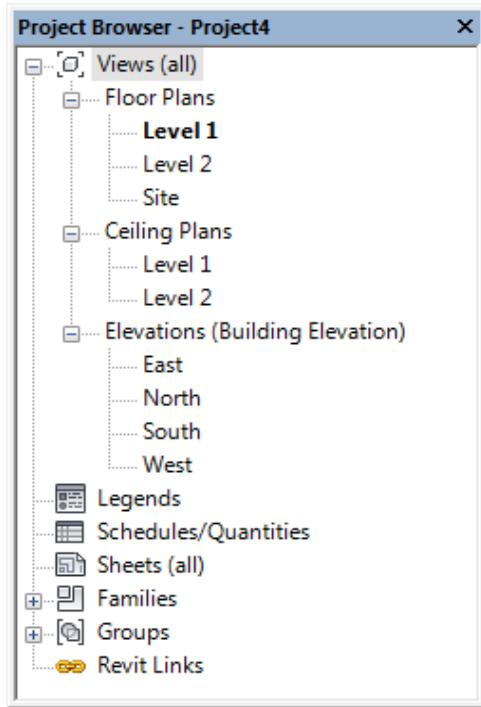 Project Browser - Project4
Views (all)
Floor Plans
Level 1
Level 2
Site
Ceiling Plans
Level 1
Level 2
Elevations (Building Elevation)
East
North
South
West
Legends
Schedules/Quantities
Sheets (all)
Families
Groups
Revit Links